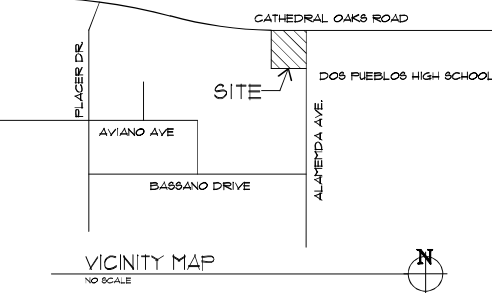 CATHEDRAL OAKS ROAD
PLACER DR.
DOS PUEBLOS HIGH SCHOOL
SITE
ALAMEMDA AVE.
AVIANO AVE
BASSANO DRIVE
VICINITY MAP
NO SCALE
N